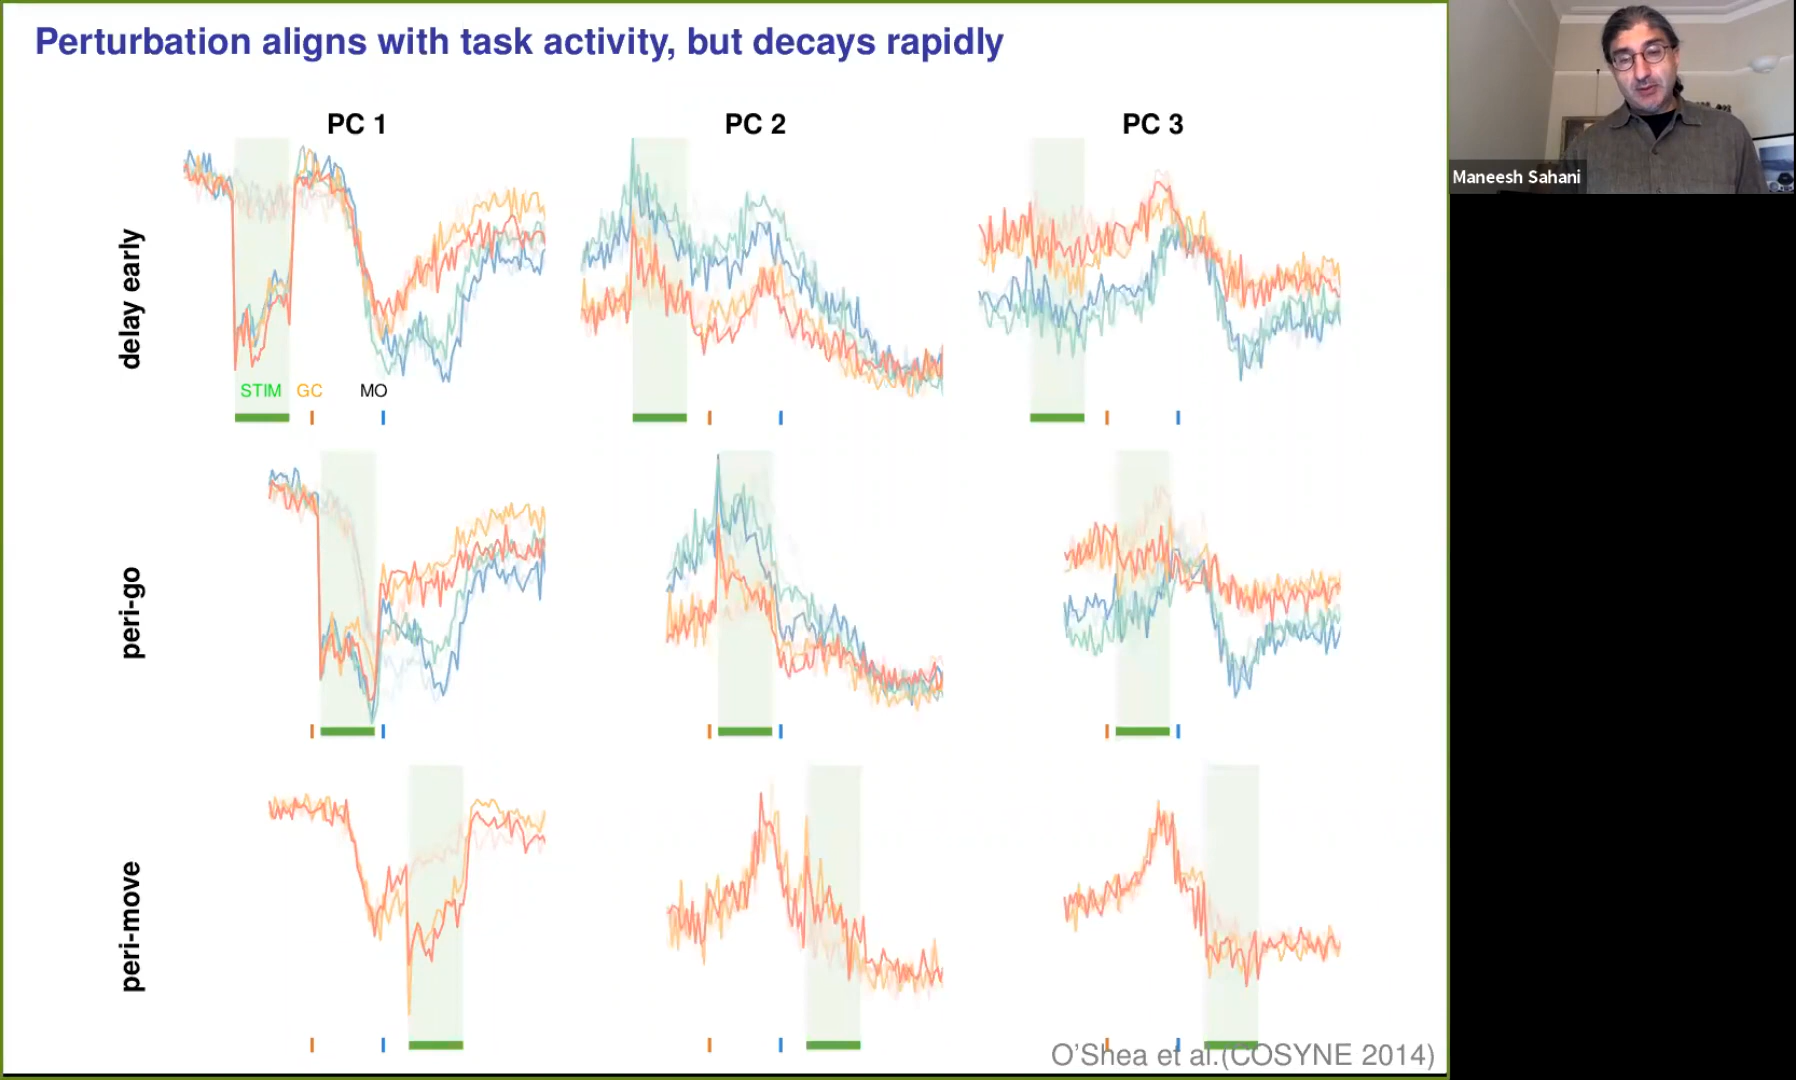 Perturbation aligns with task activity, but decays rapidly
Maneesh Sahani
PC 1
PC 2
PC 3
delay early
STIM
GC
MO
peri-go
peri-move
O'Shea et al.(COSYNE 2014)